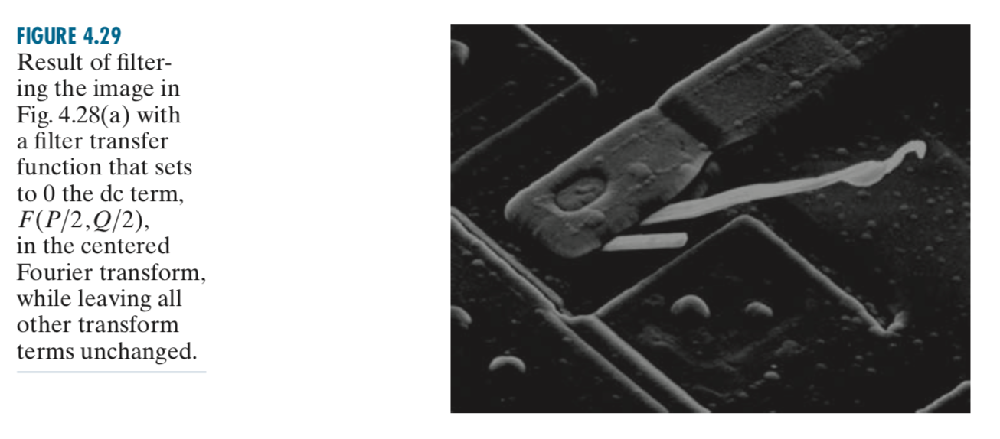 FIGURE 4.29
Result of filter-
ing the image in
Fig. 4.28(a) with
a filter transfer
function that sets
to 0 the dc term,
F(P/2,Q/2),
in the centered
Fourier transform,
while leaving all
other transform
terms unchanged.